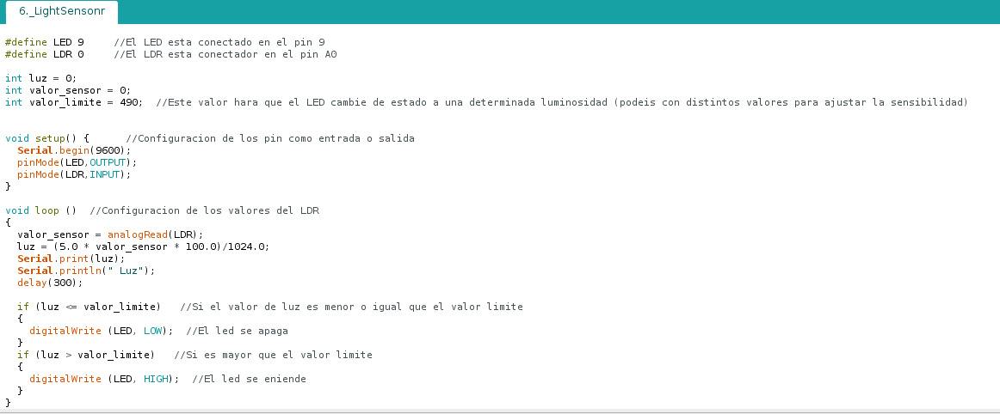 6._LightSensonr
#define LED 9     //El LED esta conectado en el pin 9
#define LDR 0     //El LDR esta conectador en el pin A0
int luz = 0;
int valor_sensor = 0;
int valor_limite = 490;  //Este valor hara que el LED cambie de estado a una determinada luminosidad (podeis con distintos valores para ajustar la sensibilidad)
void setup() {      //Configuracion de los pin como entrada o salida
  Serial.begin(9600);
  pinMode(LED,OUTPUT);
  pinMode(LDR,INPUT);
}
void loop ()  //Configuracion de los valores del LDR
{
  valor_sensor = analogRead(LDR);
  luz = (5.0 * valor_sensor * 100.0)/1024.0;
  Serial.print(luz);
  Serial.println(" Luz");
  delay(300);
  if (luz <= valor_limite)   //Si el valor de luz es menor o igual que el valor limite
  {
    digitalWrite (LED, LOW);  //El led se apaga
  }
  if (luz > valor_limite)   //Si es mayor que el valor limite
  {
    digitalWrite (LED, HIGH);  //El led se eniende
  }
}